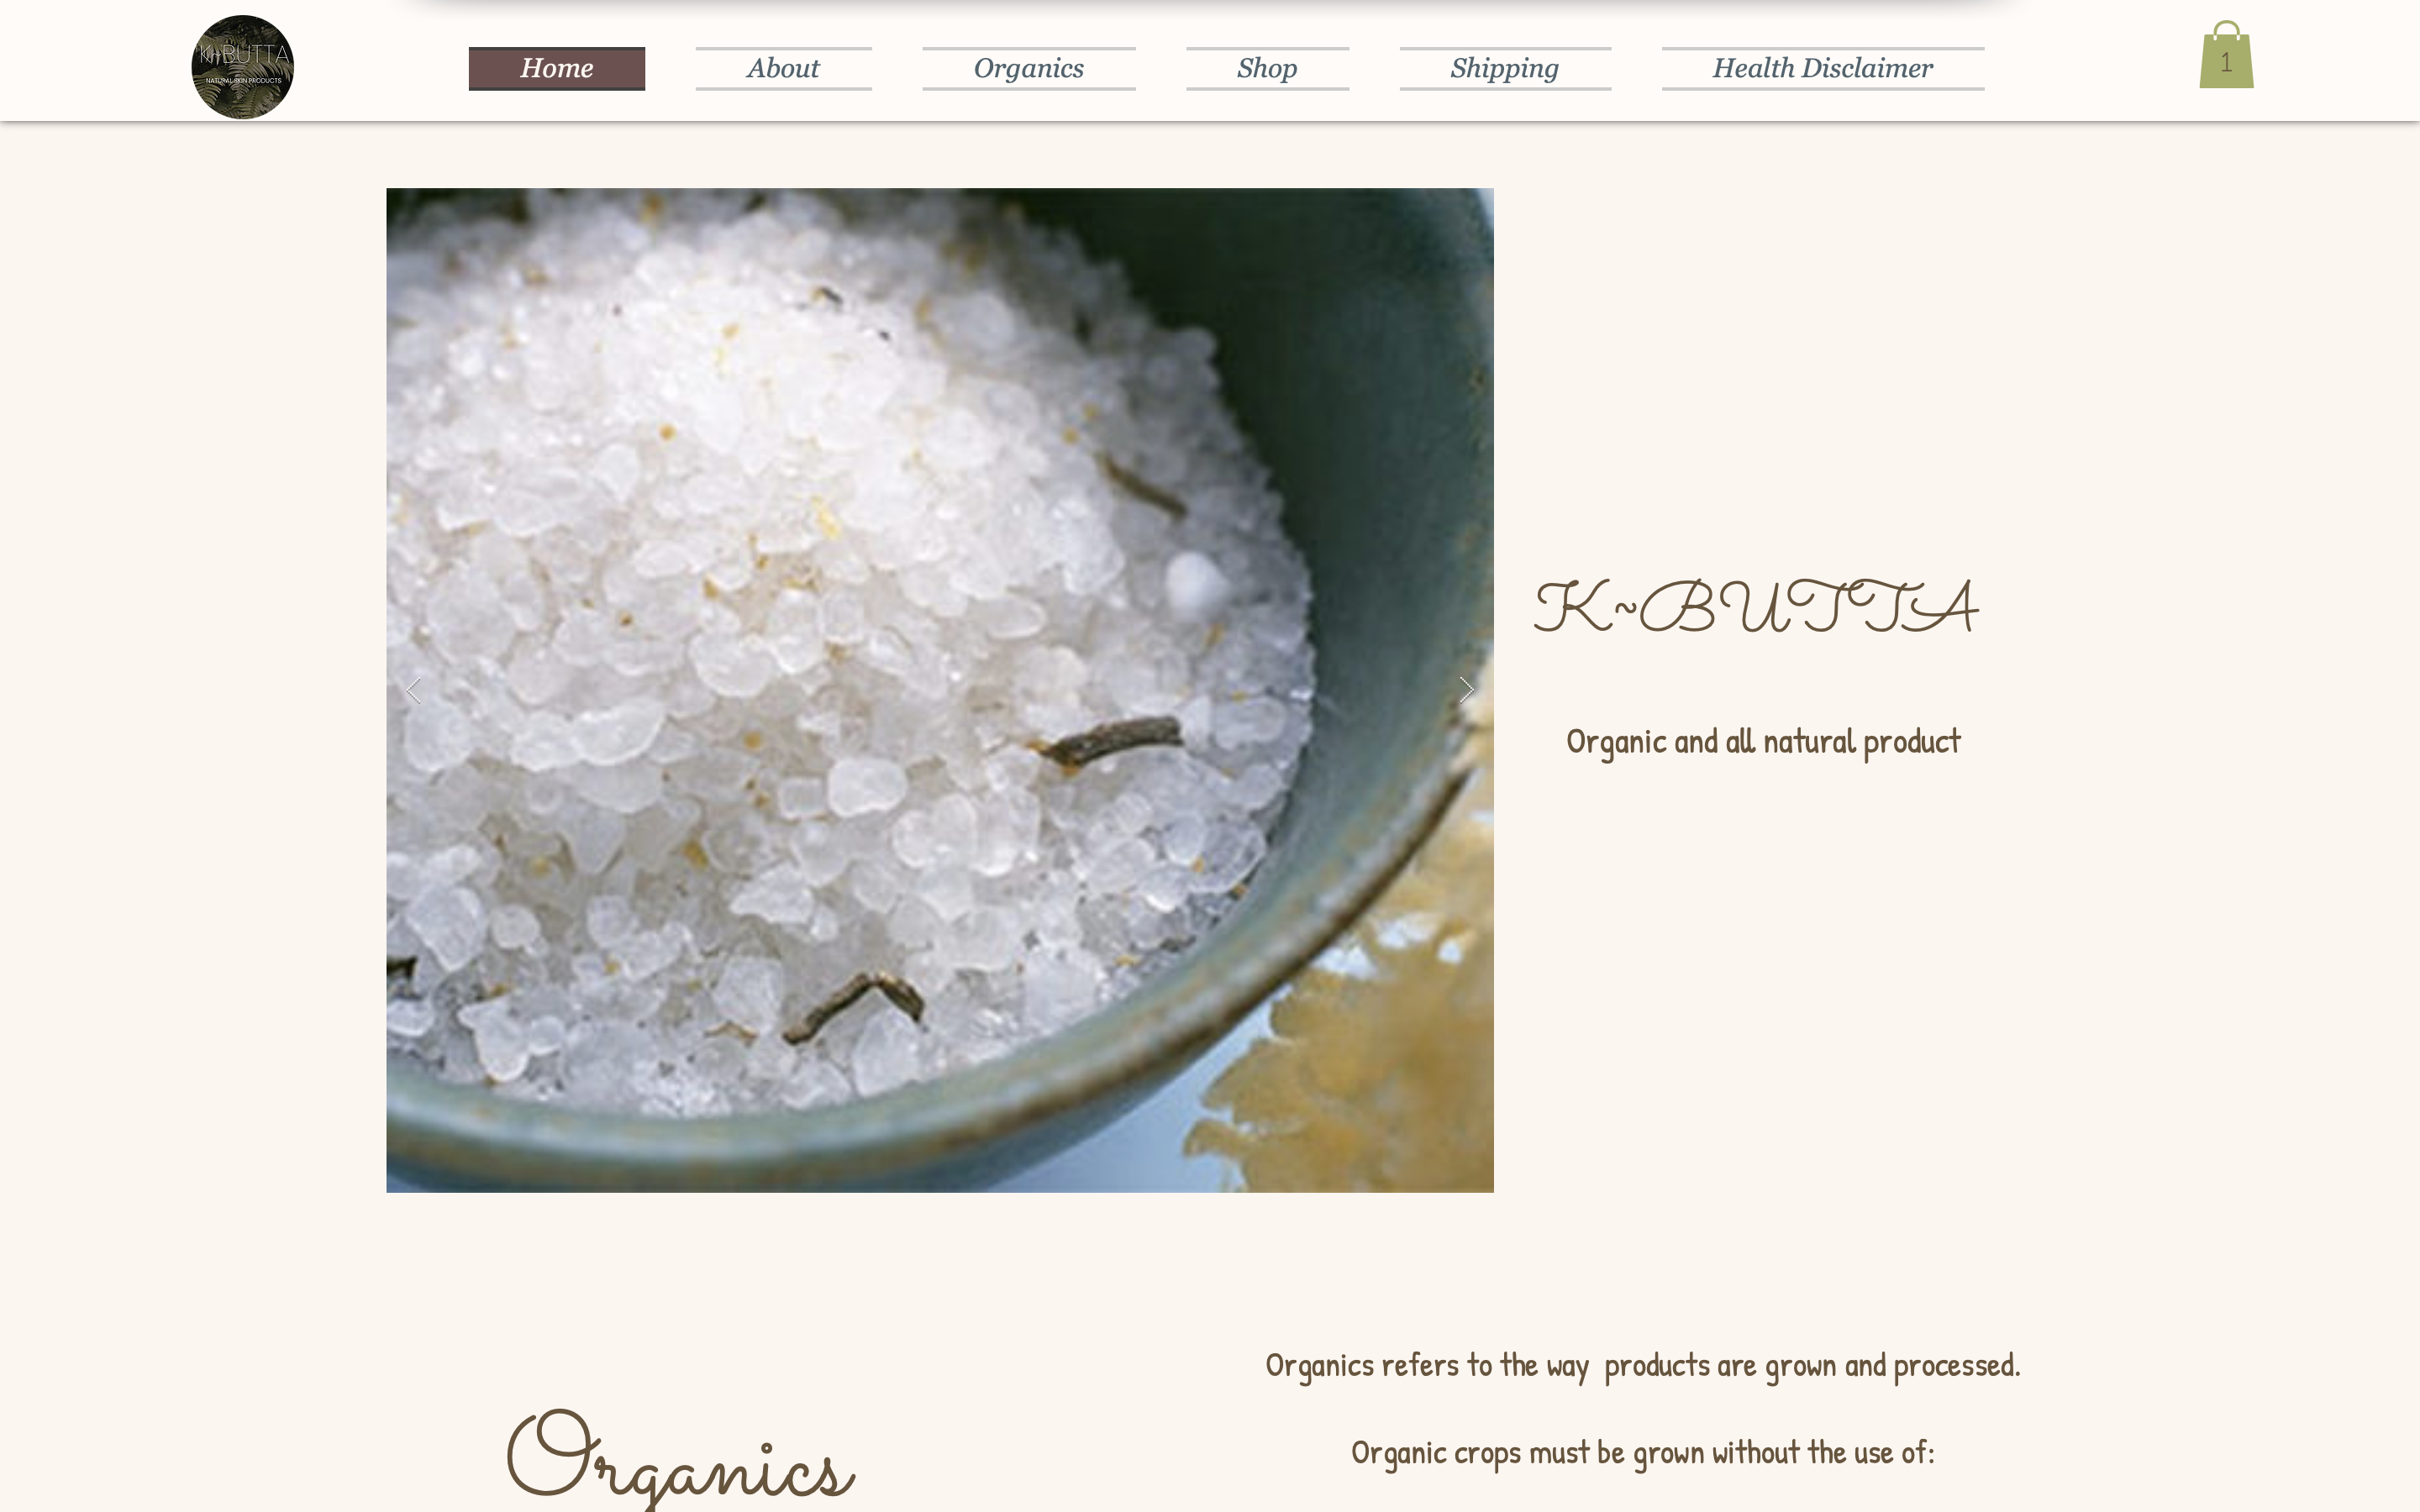 K~BUTTA
NATURAL SKIN PRODUCTS
Home
About
Organics
Shop
Shipping
Health Disclaimer
1
K~BUTTA
Organic and all natural product
Organics refers to the way products are grown and processed.
Organics
Organic crops must be grown without the use of: